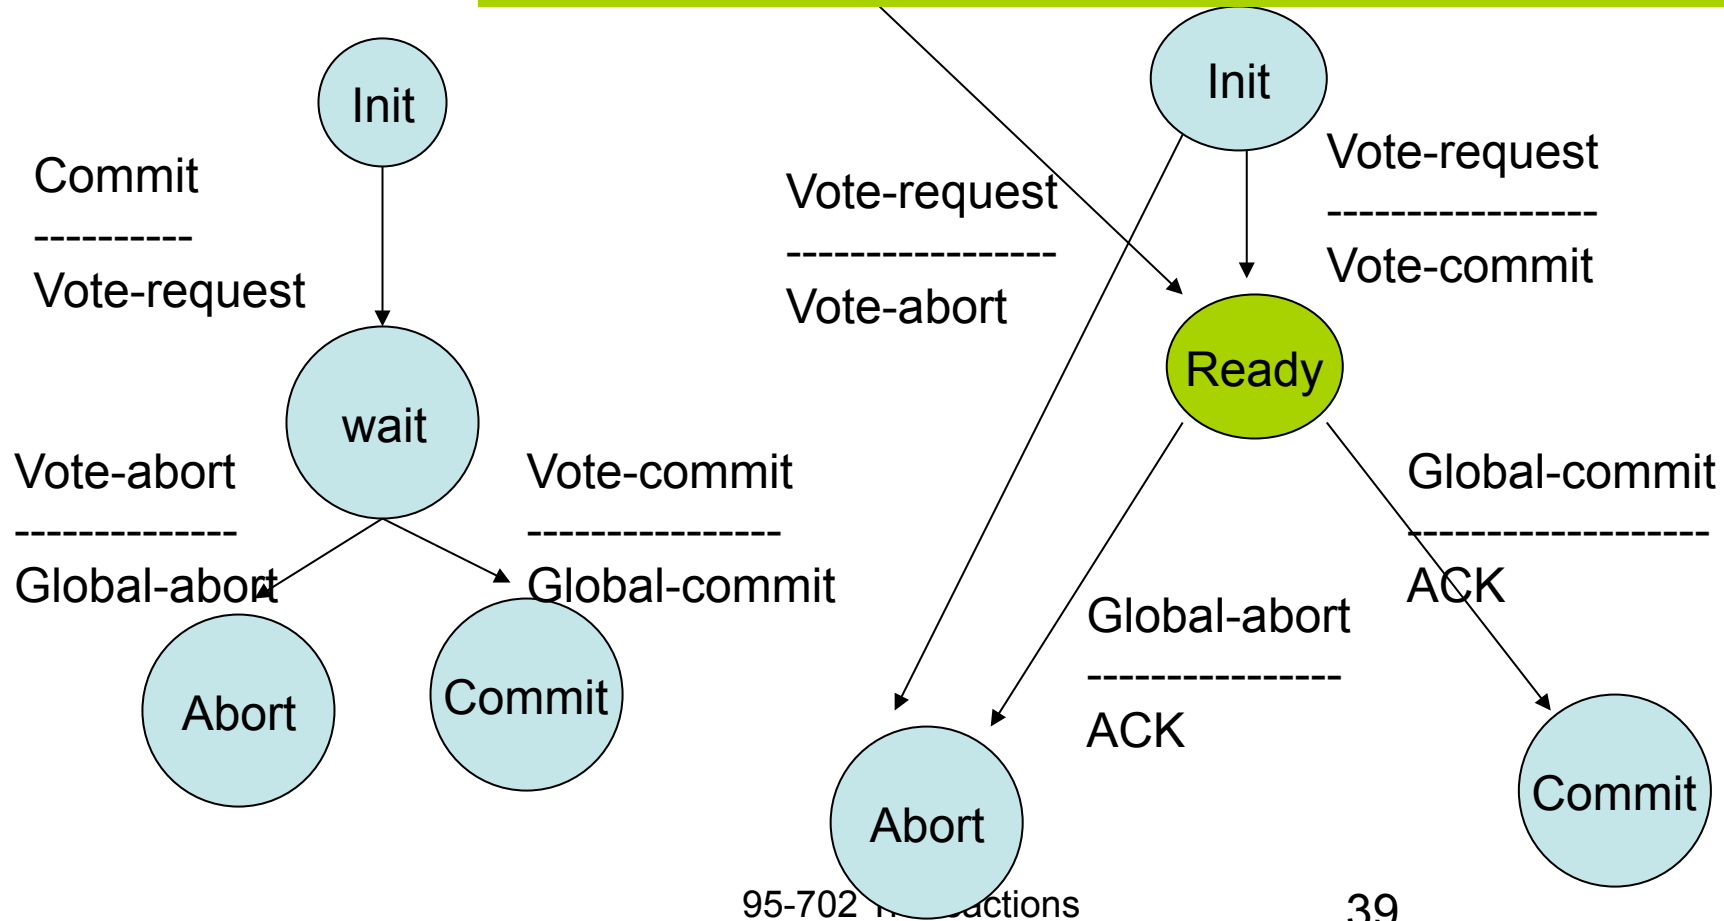 Init
Commit
----------
Vote-request
wait
Vote-abort
--------------
Global-abort
Vote-commit
----------------
Global-commit
Abort
Commit
Init
Vote-request
-----------------
Vote-abort
Vote-request
-----------------
Vote-commit
Ready
Global-commit
-------------------
ACK
Global-abort
----------------
ACK
Abort
Commit
95-702
39